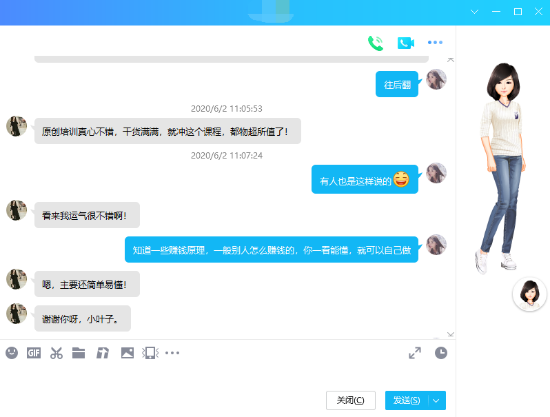 往后翻
2020/6/2 11:05:53
原创培训真心不错，干货满满，就冲这个课程，都物超所值了！
2020/6/2 11:07:24
有人也是这样说的
看来我运气很不错啊！
知道一些赚钱原理，一般别人怎么赚钱的，你一看能懂，就可以自己做
嗯，主要还简单易懂！
谢谢你呀，小叶子。
GIF
关闭(C)
发送(S)